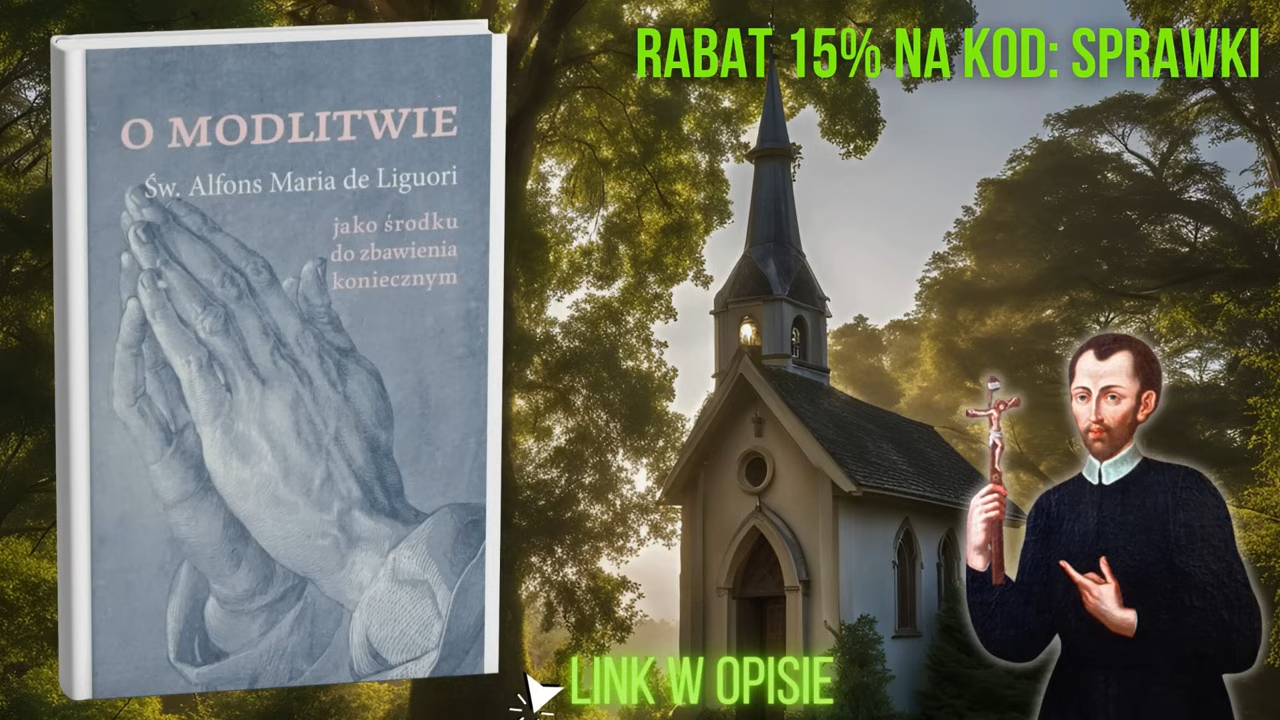 O MODLITWIE
Św. Alfons Maria de Liguori
jako środku
do zbawienia
koniecznym
RABAT 15% NA KOD: SPRAWKI
LINK W OPISIE